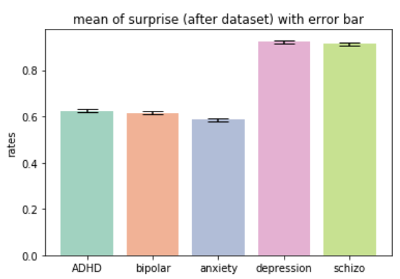 mean of surprise (after dataset) with error bar
rates
0.8
0.6
0.4
0.2
0.0
ADHD bipolar anxiety depression schizo